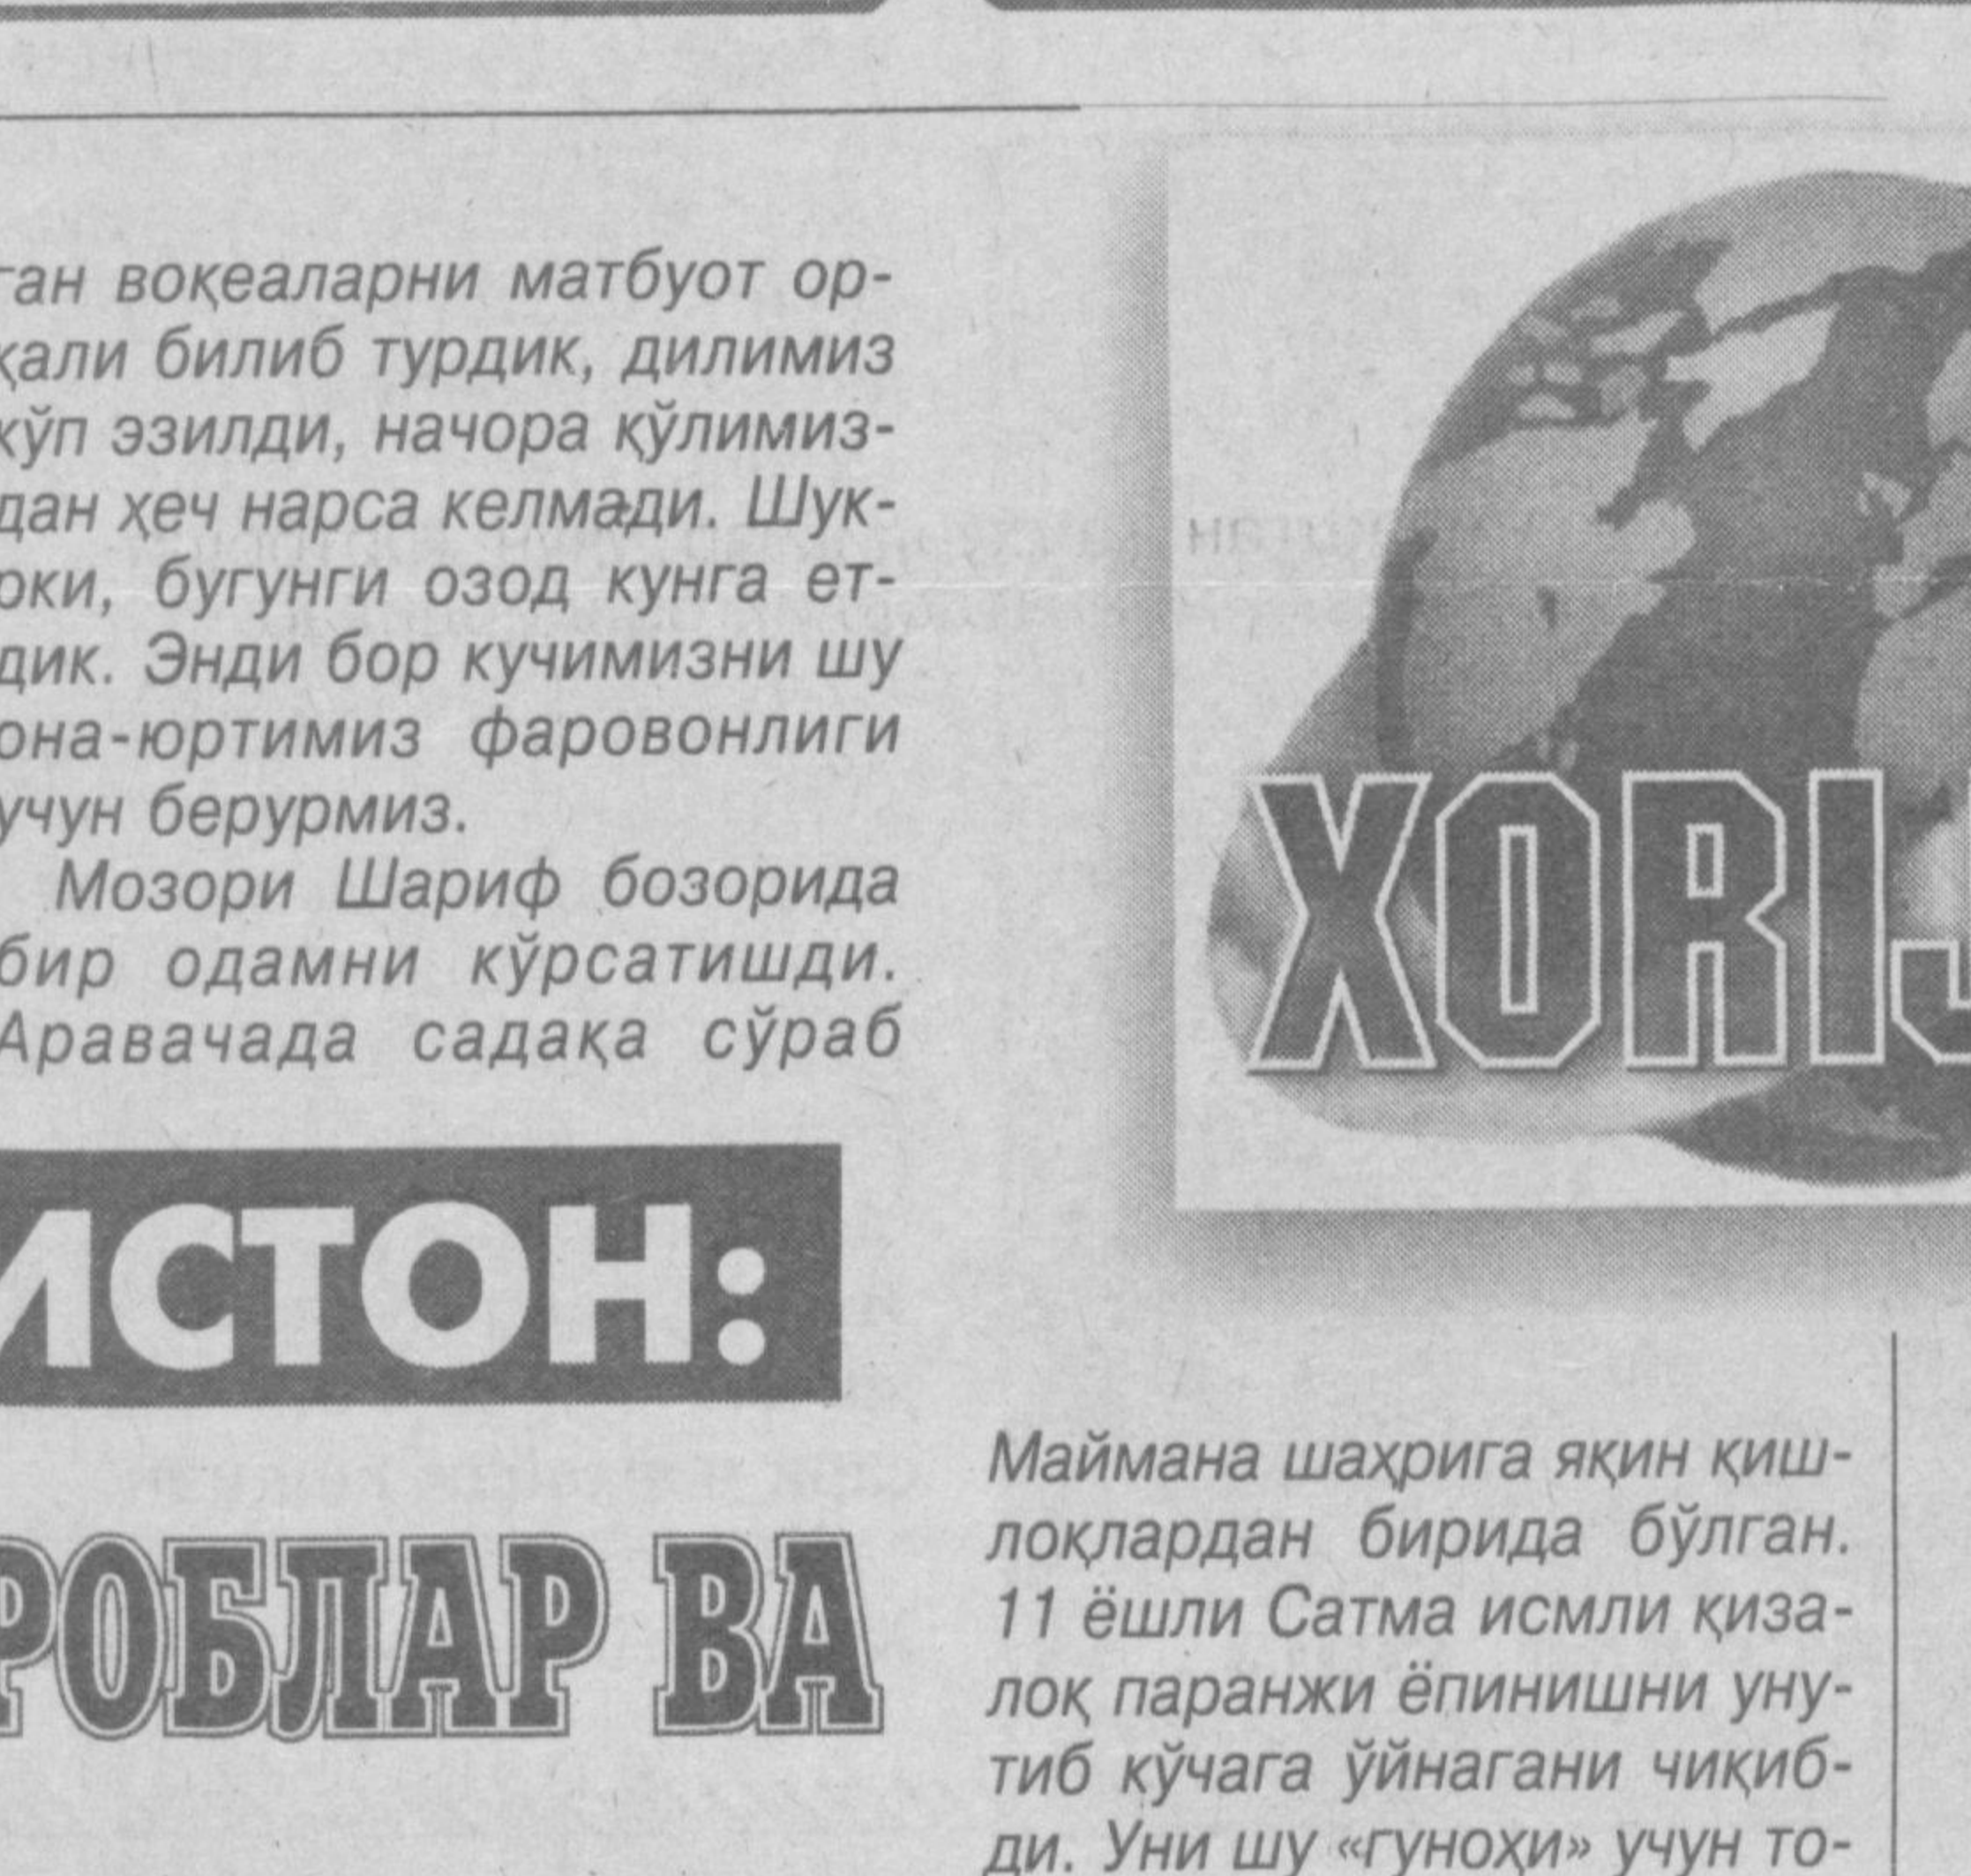 ган воқеаларни матбуот ор-
қали билиб турдик, дилимиз
кўп эзилди, начора қўлимиз-
дан ҳеч нарса келмади. Шук-
рки, бугунги озод кунга ет-
дик. Энди бор кучимизни шу
она-юртимиз фаровонлиги
учун берурмиз.
Мозори Шариф бозорида
бир одамни кўрсатишди.
Аравачада садақа сўраб
ИСТОН:
РОБЛАР ВА
XORIJ
Маймана шаҳрига яқин қиш-
лоқлардан бирида бўлган.
11 ёшли Сатма исмли қиза-
лоқ паранжи ёпинишни уну-
тиб кўчага ўйнагани чиқиб-
ди. Уни шу «гуноҳи» учун то-